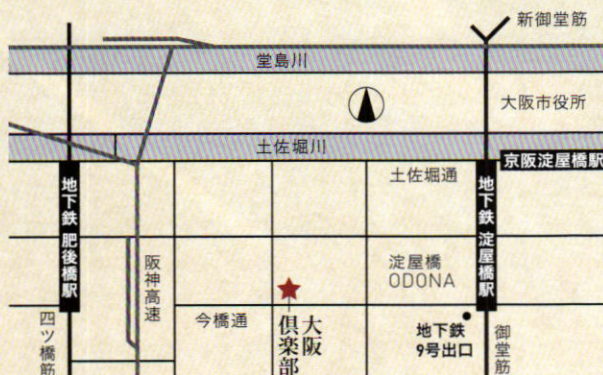 新御堂筋
堂島川
大阪市役所
土佐堀川
京阪淀屋橋駅
土佐堀通
地下鉄 肥後橋駅
地下鉄 淀屋橋駅
阪神高速
淀屋橋
ODONA
四ツ橋筋
今橋通
大阪
倶楽部
地下鉄
9号出口
御堂筋